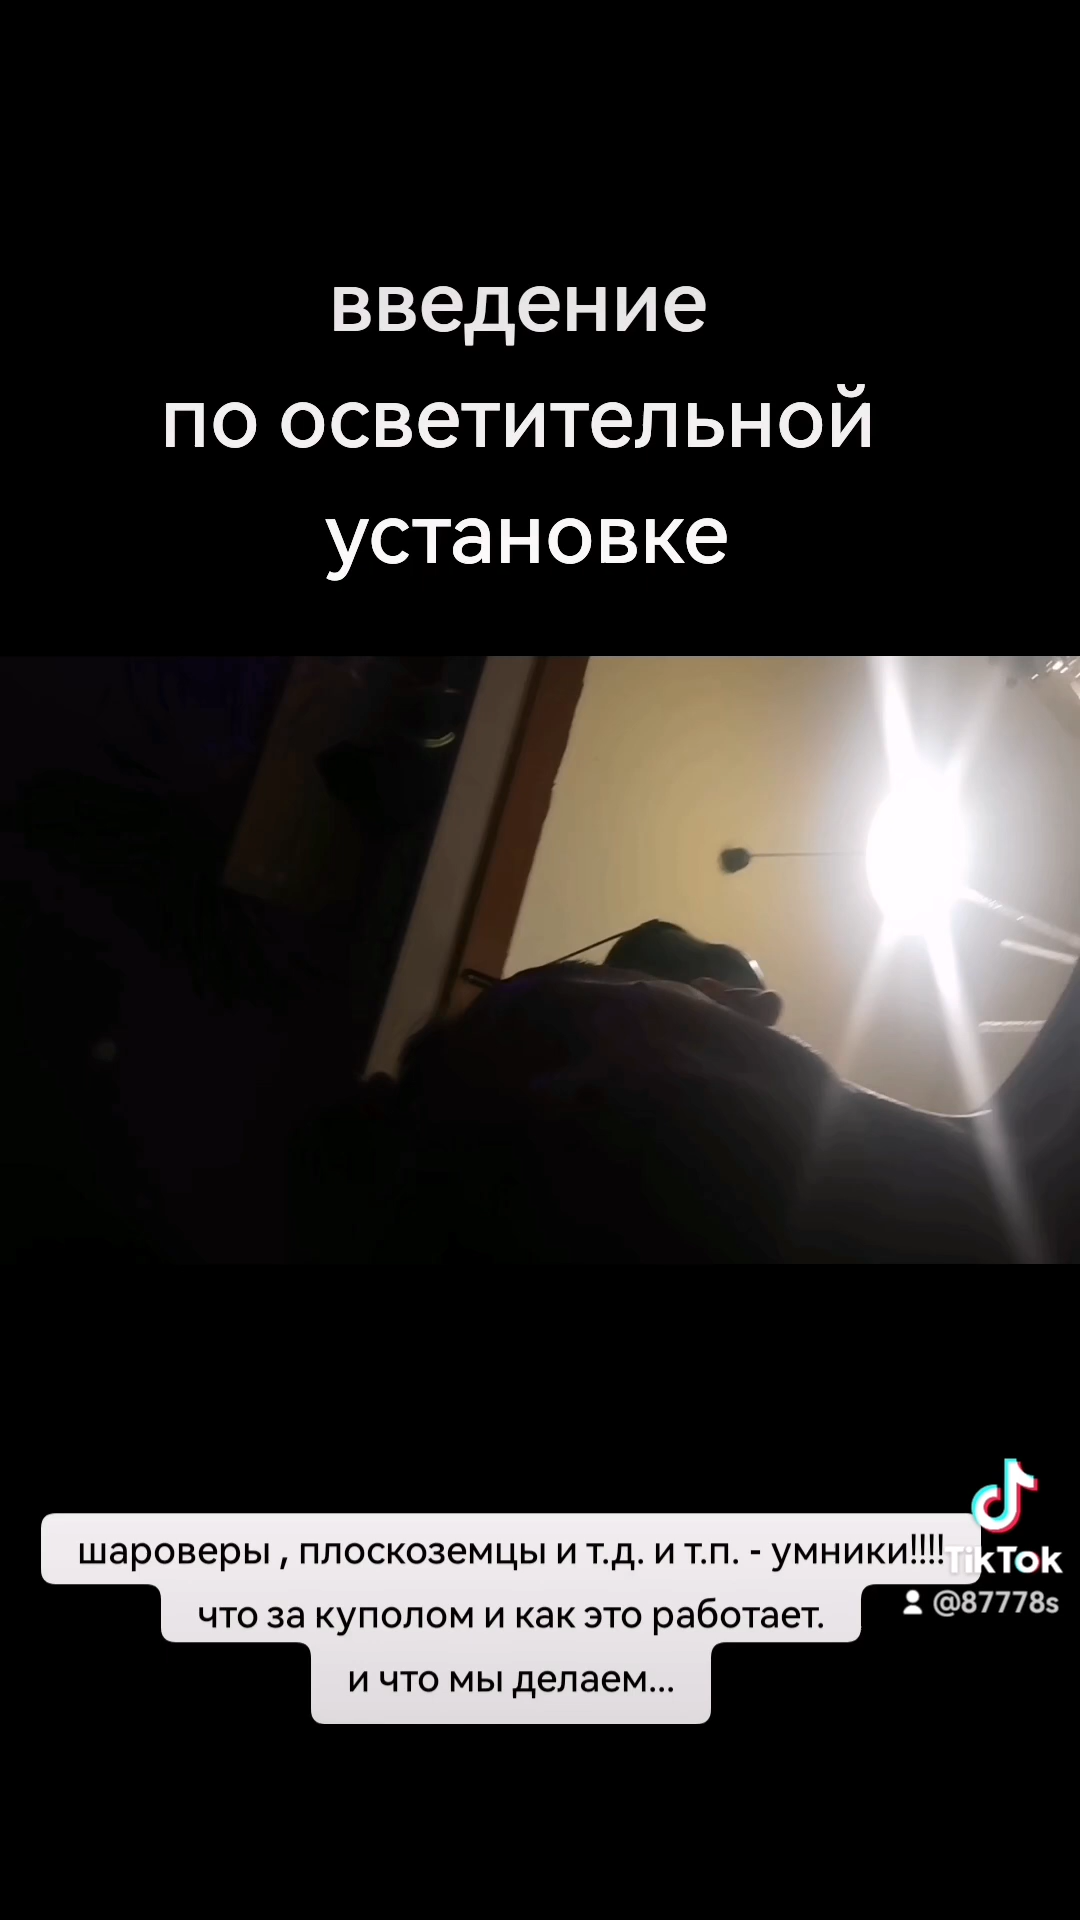 введение
по осветительной
установке
шароверы , плоскоземцы и т.д. и т.п. - умники!!!!
что за куполом и как это работает.
и что мы делаем...
TikTok
@87778s